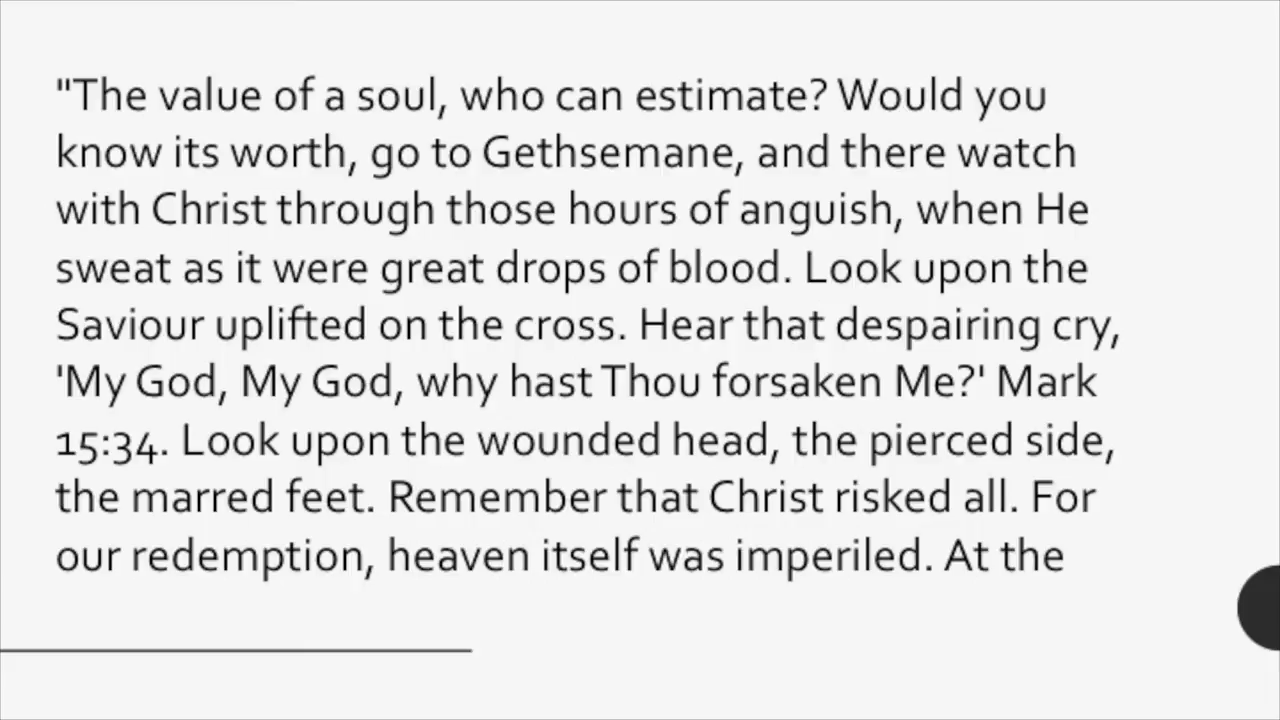 "The value of a soul, who can estimate? Would you
know its worth, go to Gethsemane, and there watch
with Christ through those hours of anguish, when He
sweat as it were great drops of blood. Look upon the
Saviour uplifted on the cross. Hear that despairing cry,
'My God, My God, why hast Thou forsaken Me?' Mark
15:34. Look upon the wounded head, the pierced side,
the marred feet. Remember that Christ risked all. For
our redemption, heaven itself was imperiled. At the